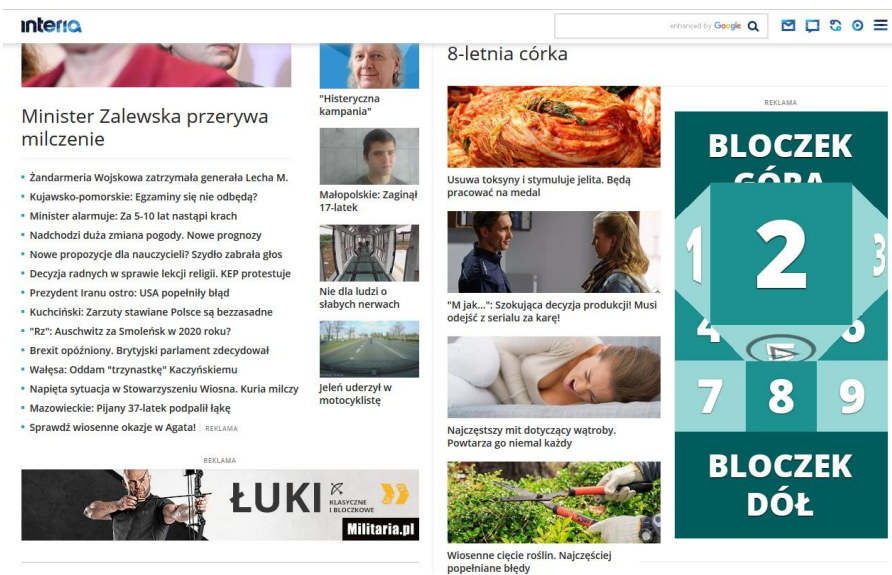 interia
enhanced by Google
8-letnia córka
Minister Zalewska przerywa
milczenie
Żandarmeria Wojskowa zatrzymała generała Lecha M.
Kujawsko-pomorskie: Egzaminy się nie odbędą?
Minister alarmuje: Za 5-10 lat nastąpi krach
Nadchodzi duża zmiana pogody. Nowe prognozy
Nowe propozycje dla nauczycieli? Szydło zabrała głos
Decyzja radnych w sprawie lekcji religii. KEP protestuje
Prezydent Iranu ostro: USA popełniły błąd
Kuchciński: Zarzuty stawiane Polsce są bezzasadne
"Rz": Auschwitz za Smoleńsk w 2020 roku?
Brexit opóźniony. Brytyjski parlament zdecydował
Wałęsa: Oddam "trzynastkę" Kaczyńskiemu
Napięta sytuacja w Stowarzyszeniu Wiosna. Kuria milczy
Mazowieckie: Pijany 37-latek podpalił łąkę
Sprawdź wiosenne okazje w Agata! REKLAMA
REKLAMA
ŁUKI
KLASYCZNE
I BLOCZKOWE
Militaria.pl
"Histeryczna
kampania"
Małopolskie: Zaginął
17-latek
Nie dla ludzi o
słabych nerwach
Jeleń uderzył w
motocyklistę
Usuwa toksyny i stymuluje jelita. Będą
pracować na medal
"M jak...": Szokująca decyzja produkcji! Musi
odejść z serialu za karę!
Najczęstszy mit dotyczący wątroby.
Powtarza go niemal każdy
Wiosenne cięcie roślin. Najczęściej
popełniane błędy
REKLAMA
BLOCZEK
GÓRA
1 2 3
4 6
7 8 9
BLOCZEK
DÓŁ